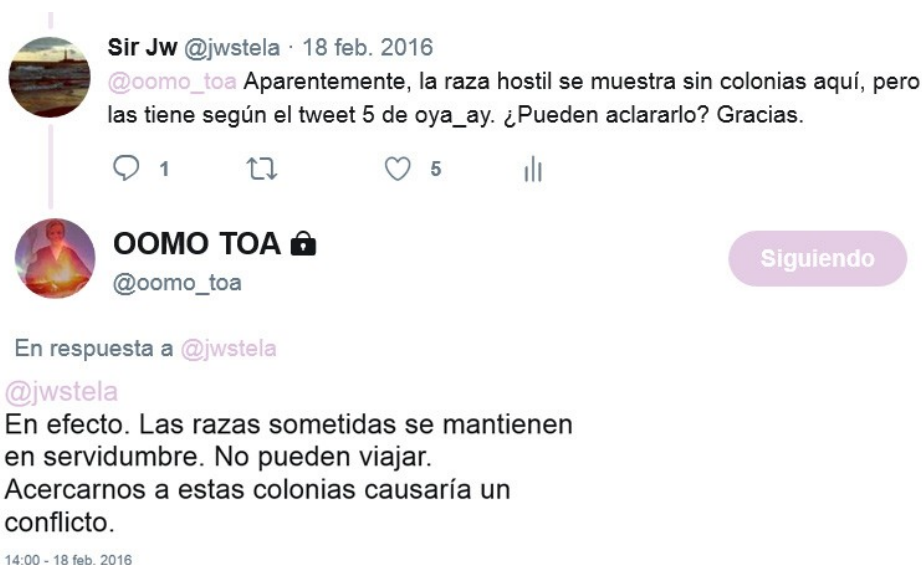 Sir Jw @jwstela · 18 feb. 2016
@oomo_toa Aparentemente, la raza hostil se muestra sin colonias aquí, pero
las tiene según el tweet 5 de oya_ay. ¿Pueden aclararlo? Gracias.
1 5
OOMO TOA
@oomo_toa
Siguiendo
En respuesta a @jwstela
@jwstela
En efecto. Las razas sometidas se mantienen
en servidumbre. No pueden viajar.
Acercarnos a estas colonias causaría un
conflicto.
14:00 - 18 feb. 2016